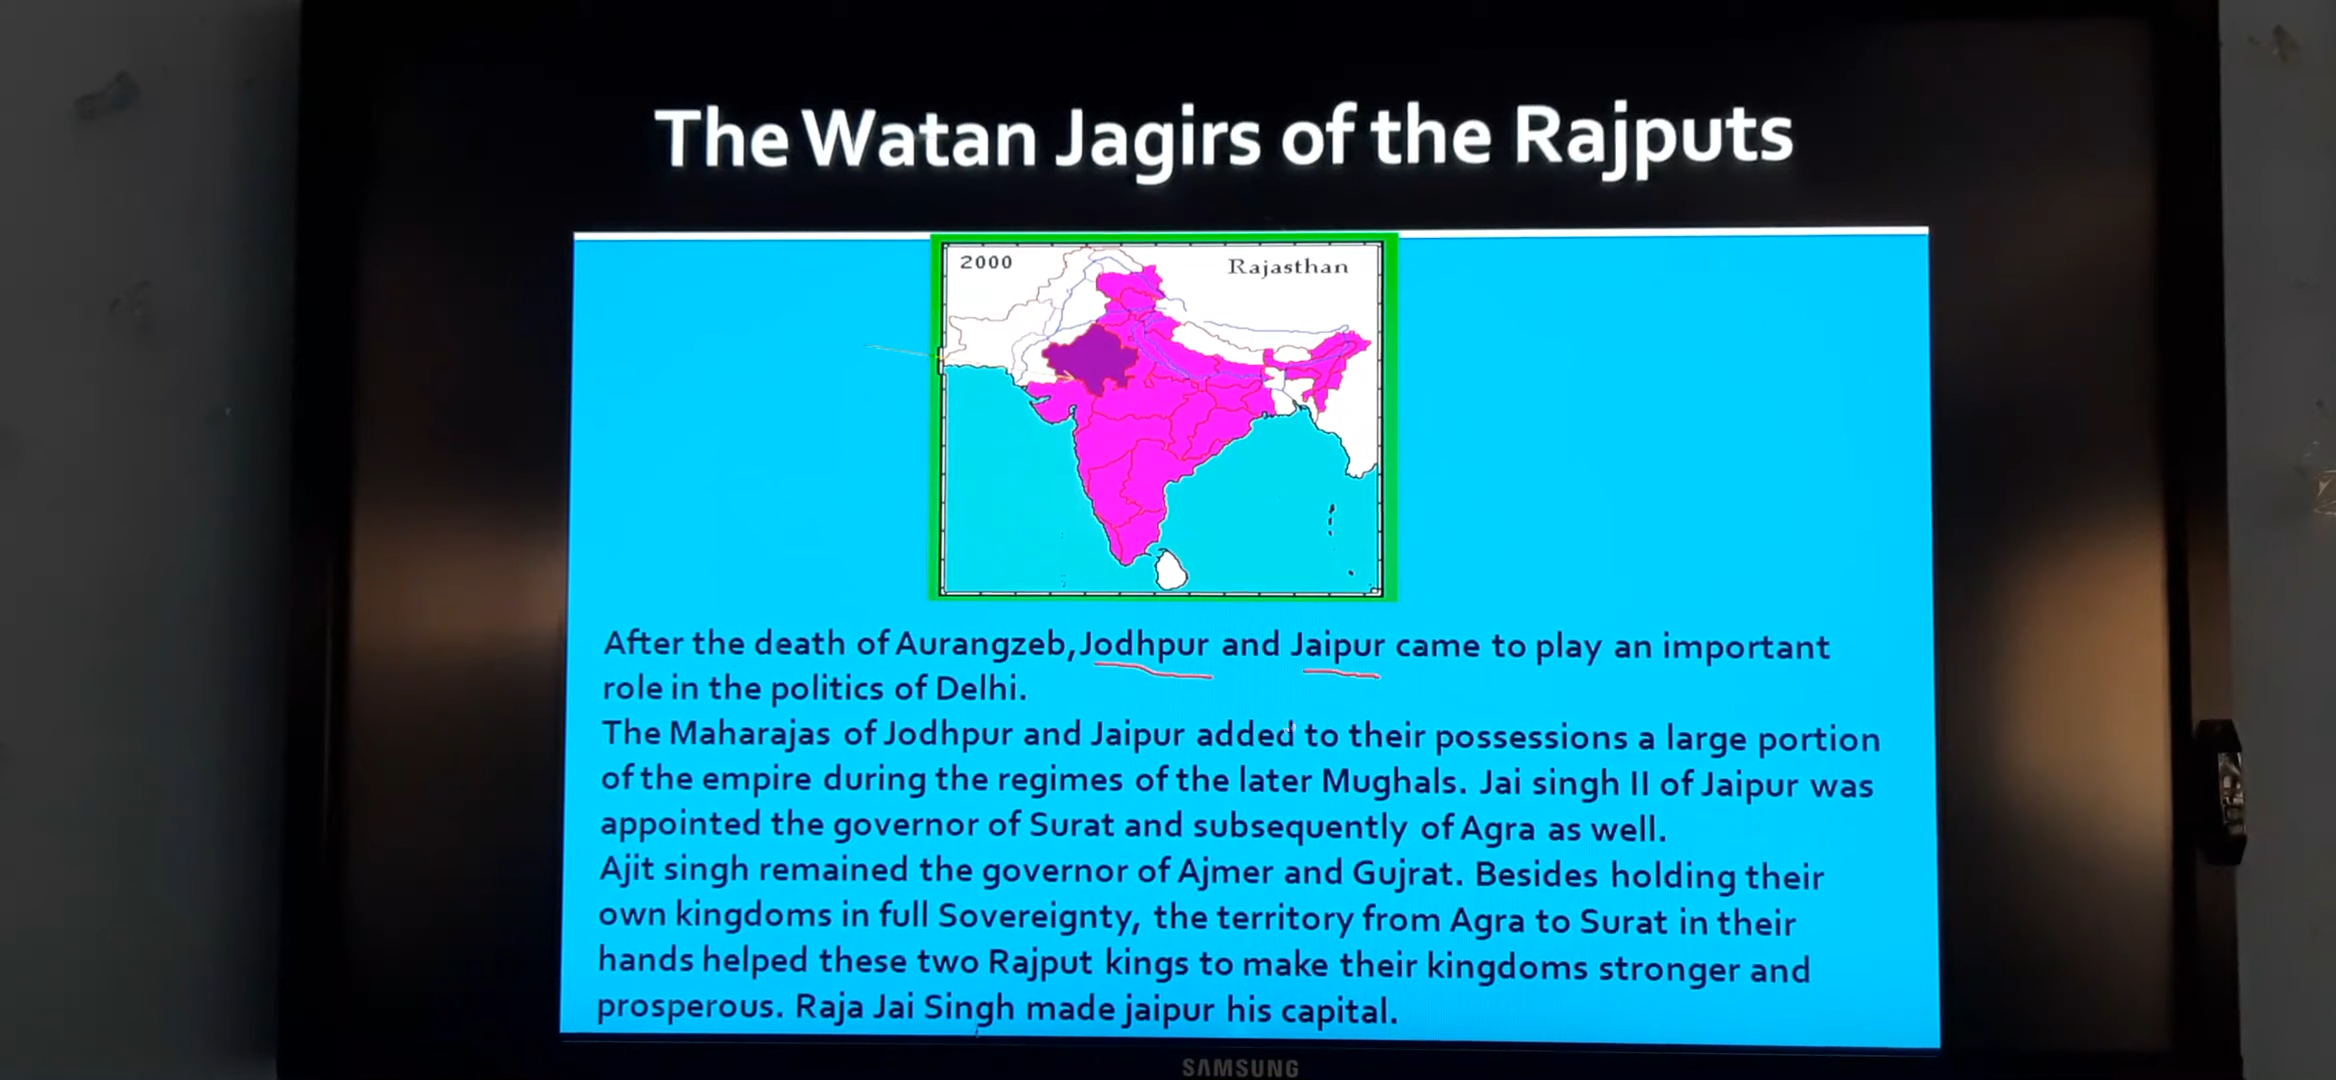 The Watan Jagirs of the Rajputs
2000
Rajasthan
After the death of Aurangzeb,Jodhpur and Jaipur came to play an important
role in the politics of Delhi.
The Maharajas of Jodhpur and Jaipur added to their possessions a large portion
of the empire during the regimes of the later Mughals. Jai singh II of Jaipur was
appointed the governor of Surat and subsequently of Agra as well.
Ajit singh remained the governor of Ajmer and Gujrat. Besides holding their
own kingdoms in full Sovereignty, the territory from Agra to Surat in their
hands helped these two Rajput kings to make their kingdoms stronger and
prosperous. Raja Jai Singh made jaipur his capital.
SAMSUNG